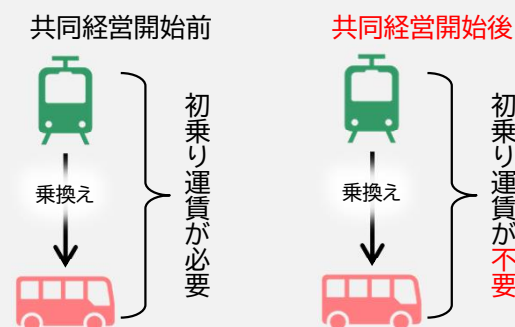 共同経営開始前
乗換え
初乗り運賃が必要
共同経営開始後
乗換え
初乗り運賃が不要